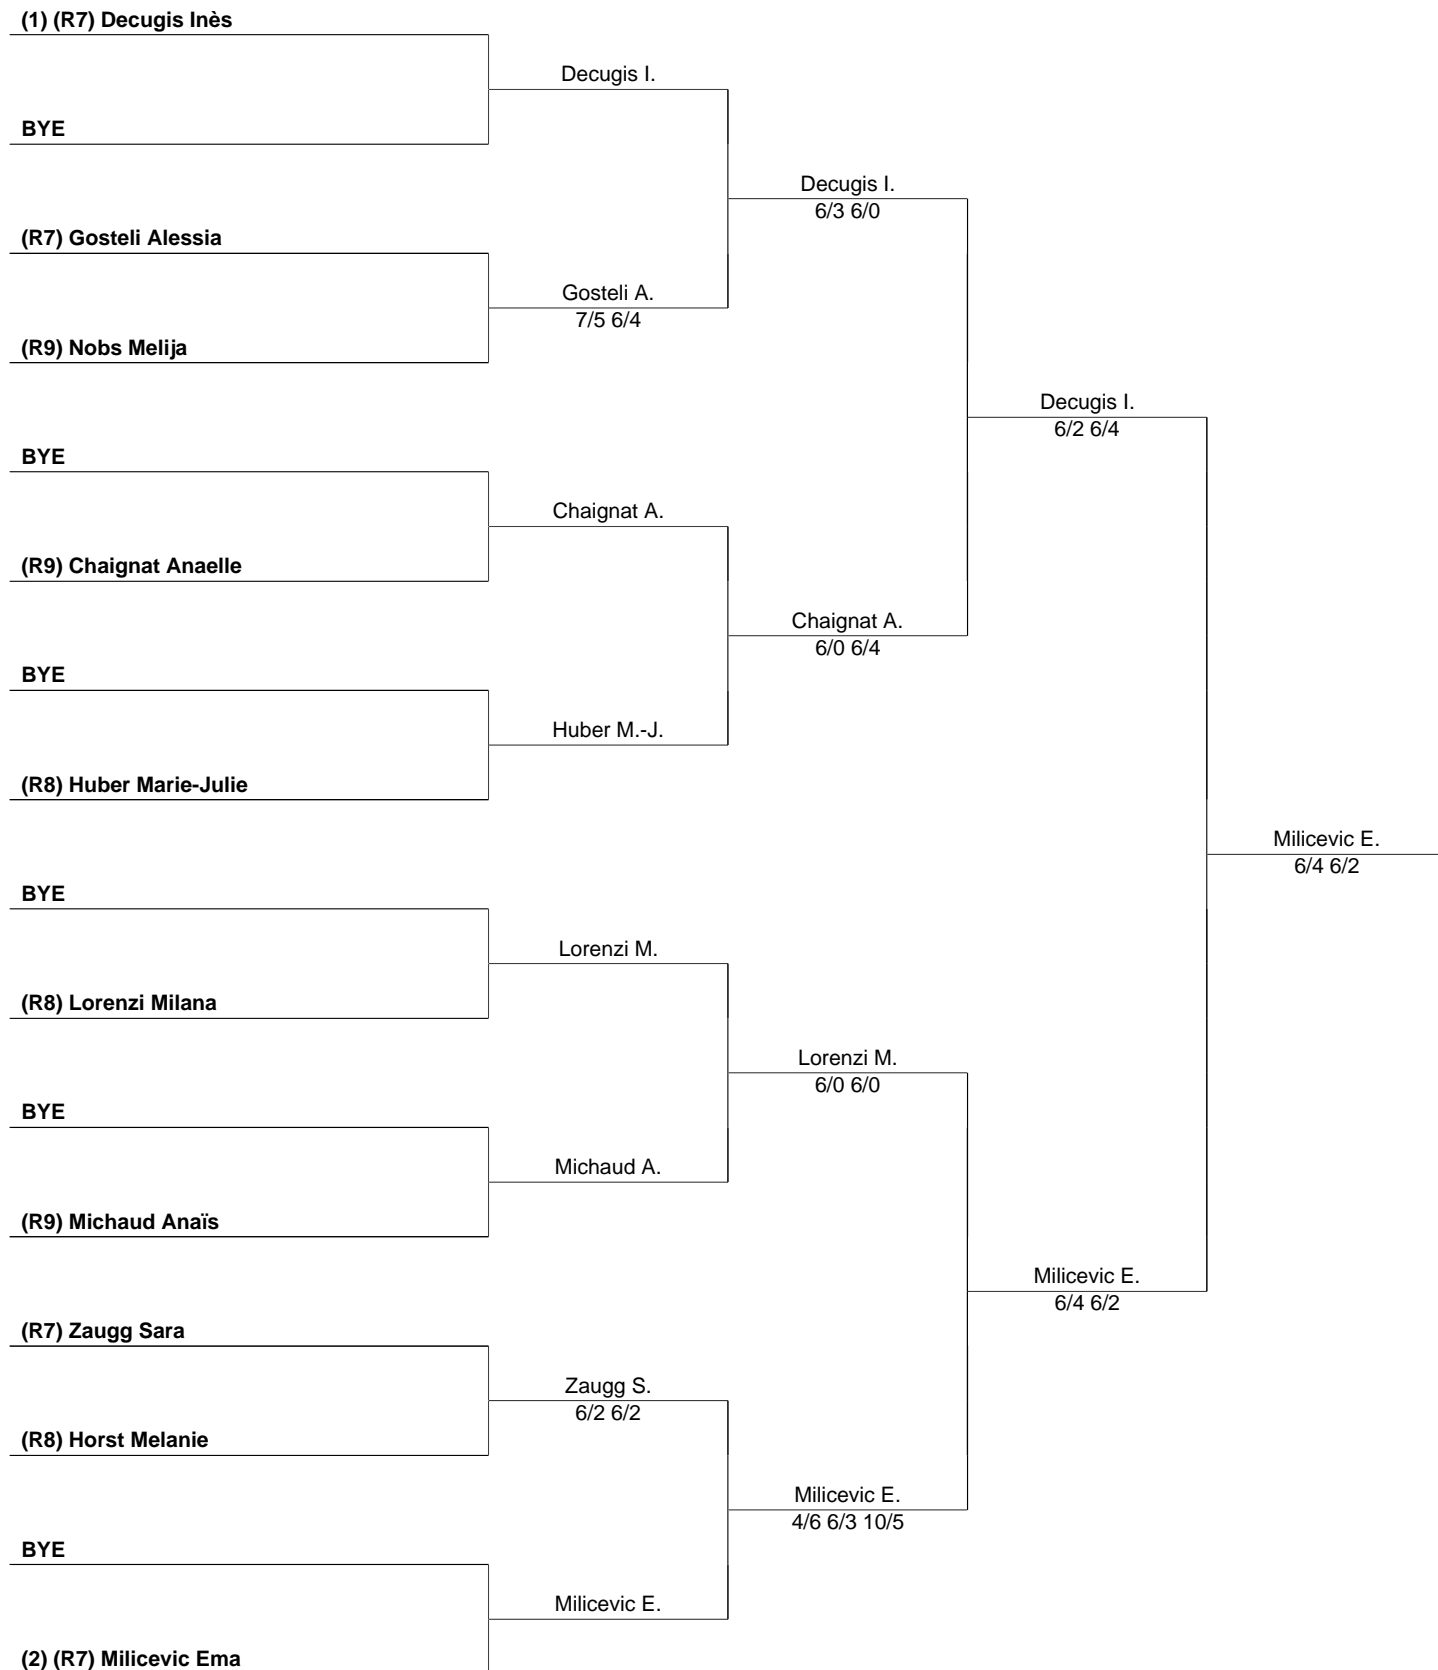 (1) (R7) Decugis Inès
Decugis I.
BYE
Decugis I.
6/3 6/0
(R7) Gosteli Alessia
Gosteli A.
7/5 6/4
(R9) Nobs Melija
Decugis I.
6/2 6/4
BYE
Chaignat A.
(R9) Chaignat Anaelle
Chaignat A.
6/0 6/4
BYE
Huber M.-J.
(R8) Huber Marie-Julie
Milicevic E.
6/4 6/2
BYE
Lorenzi M.
(R8) Lorenzi Milana
Lorenzi M.
6/0 6/0
BYE
Michaud A.
(R9) Michaud Anaïs
Milicevic E.
6/4 6/2
(R7) Zaugg Sara
Zaugg S.
6/2 6/2
(R8) Horst Melanie
Milicevic E.
4/6 6/3 10/5
BYE
Milicevic E.
(2) (R7) Milicevic Ema